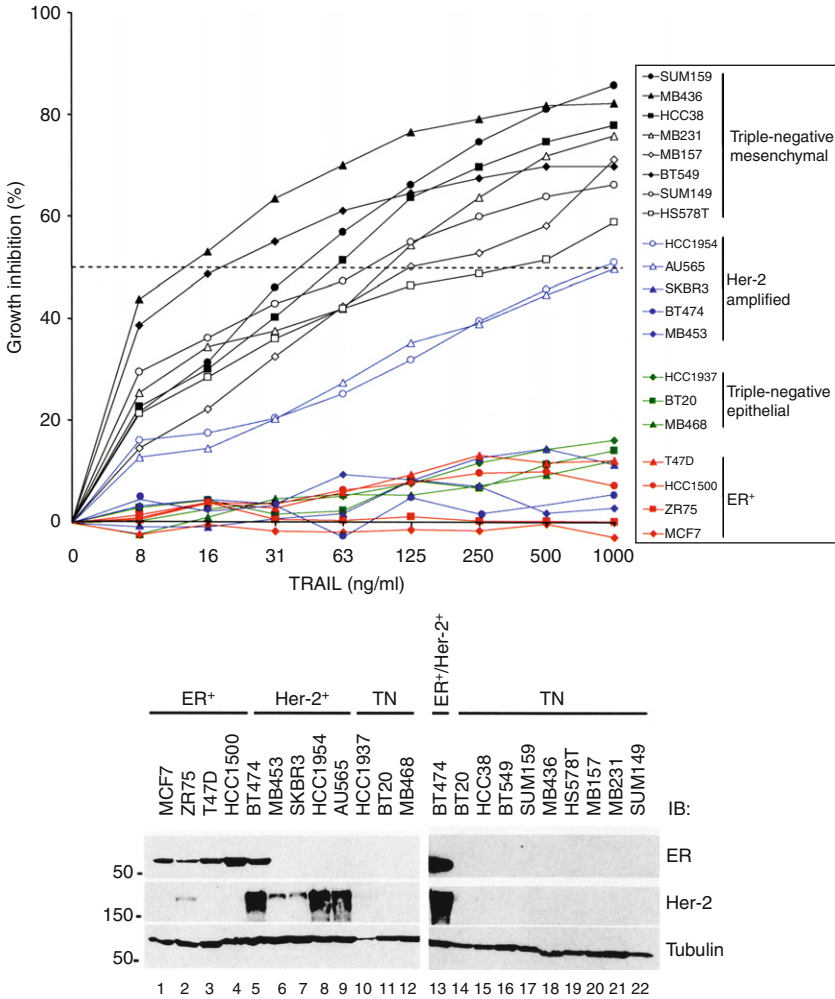 100
80
60
40
20
0
Growth inhibition (%)
0 8 16 31 63 125 250 500 1000
TRAIL (ng/ml)
SUM159
MB436
HCC38
MB231
MB157
BT549
SUM149
HS578T
Triple-negative
mesenchymal
HCC1954
AU565
SKBR3
BT474
MB453
Her-2
amplified
HCC1937
BT20
MB468
Triple-negative
epithelial
T47D
HCC1500
ZR75
MCF7
ER⁺
ER⁺ Her-2⁺ TN ER⁺/Her-2⁺ TN
MCF7 ZR75 T47D HCC1500 BT474 MB453 SKBR3 HCC1954 AU565 HCC1937 BT20 MB468 BT474 BT20 HCC38 BT549 SUM159 MB436 HS578T MB157 MB231 SUM149
IB:
50 ER
150 Her-2
50 Tubulin
1 2 3 4 5 6 7 8 9 10 11 12 13 14 15 16 17 18 19 20 21 22